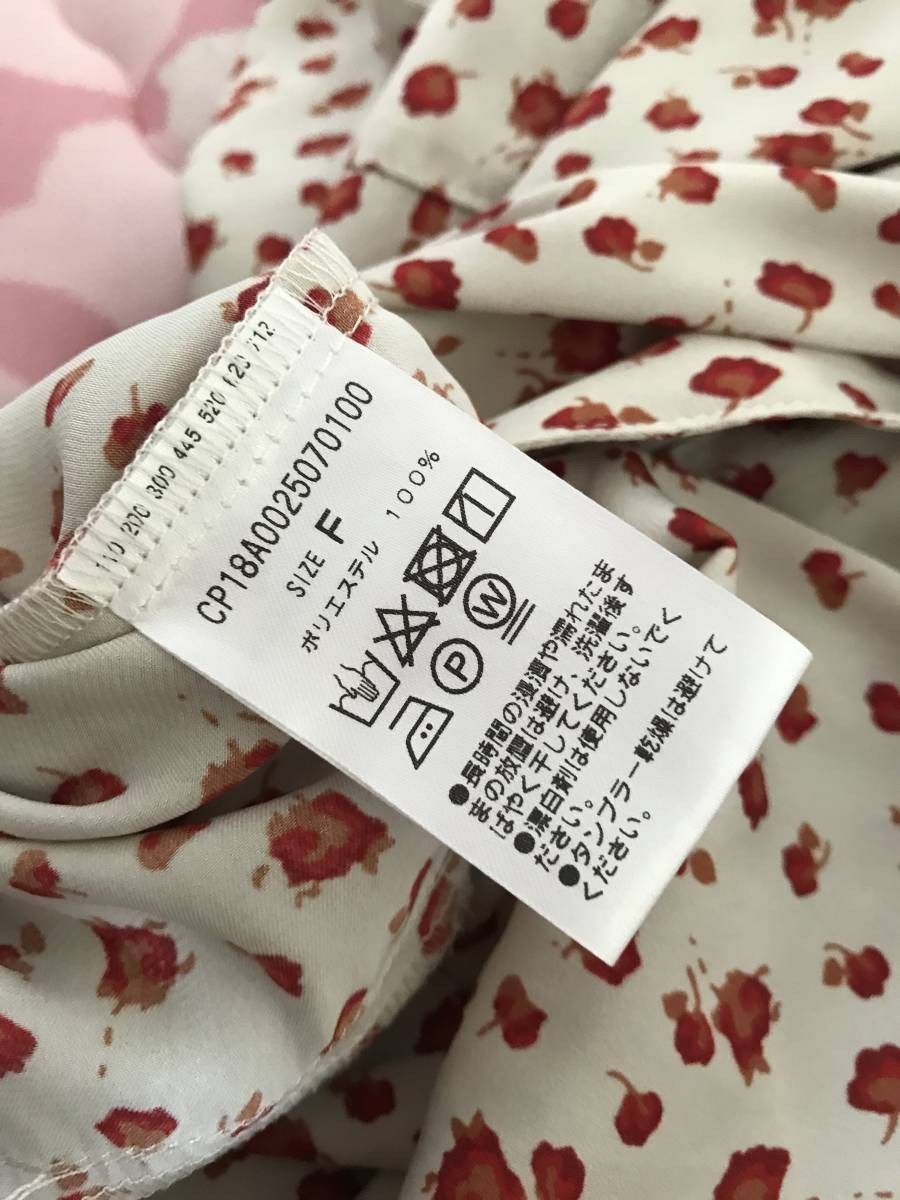 110 200 300 445 520 620 712
CP18A0025070100
SIZE F
ポリエステル 100%
P W
●長時間の浸漬や濡れたま
まの放置は避け、洗濯後す
ばやく干してください。
●漂白剤は使用しないでく
ださい。
●タンブラー乾燥は避けて
ください。